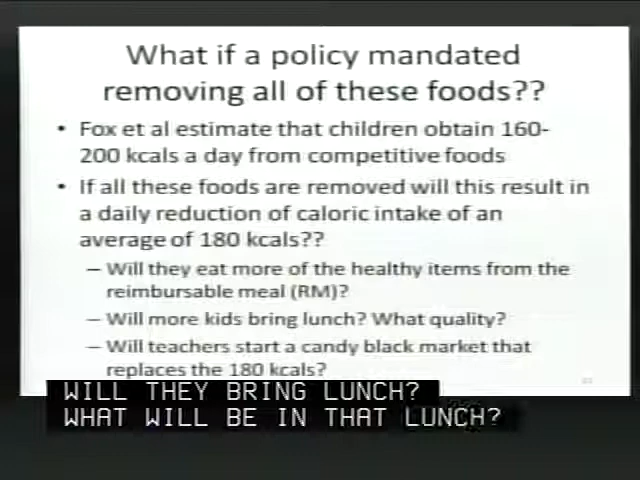 What if a policy mandated
removing all of these foods??
• Fox et al estimate that children obtain 160-
200 kcals a day from competitive foods
• If all these foods are removed will this result in
a daily reduction of caloric intake of an
average of 180 kcals??
– Will they eat more of the healthy items from the
reimbursable meal (RM)?
– Will more kids bring lunch? What quality?
– Will teachers start a candy black market that
replaces the 180 kcals?
WILL THEY BRING LUNCH?
WHAT WILL BE IN THAT LUNCH?